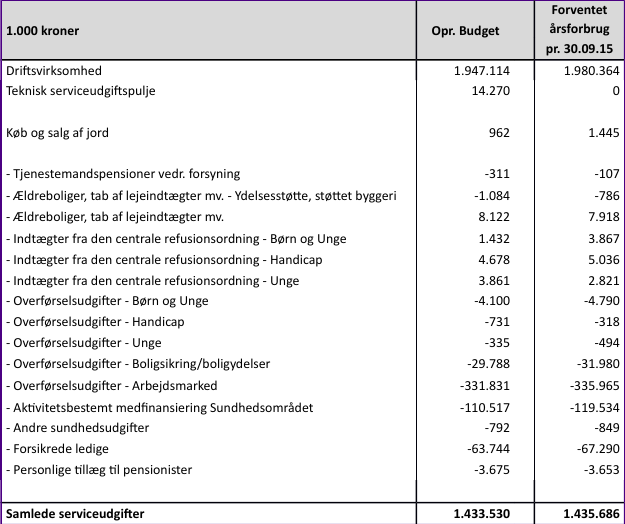 1.000 kroner Opr. Budget Forventet årsforbrug pr. 30.09.15
Driftsvirksomhed 1.947.114 1.980.364
Teknisk serviceudgiftspulje 14.270 0
Køb og salg af jord 962 1.445
- Tjenestemandspensioner vedr. forsyning -311 -107
- Ældreboliger, tab af lejeindtægter mv. - Ydelsesstøtte, støttet byggeri -1.084 -786
- Ældreboliger, tab af lejeindtægter mv. 8.122 7.918
- Indtægter fra den centrale refusionsordning - Børn og Unge 1.432 3.867
- Indtægter fra den centrale refusionsordning - Handicap 4.678 5.036
- Indtægter fra den centrale refusionsordning - Unge 3.861 2.821
- Overførselsudgifter - Børn og Unge -4.100 -4.790
- Overførselsudgifter - Handicap -731 -318
- Overførselsudgifter - Unge -335 -494
- Overførselsudgifter - Boligsikring/boligydelser -29.788 -31.980
- Overførselsudgifter - Arbejdsmarked -331.831 -335.965
- Aktivitetsbestemt medfinansiering Sundhedsområdet -110.517 -119.534
- Andre sundhedsudgifter -792 -849
- Forsikrede ledige -63.744 -67.290
- Personlige tillæg til pensionister -3.675 -3.653
Samlede serviceudgifter 1.433.530 1.435.686